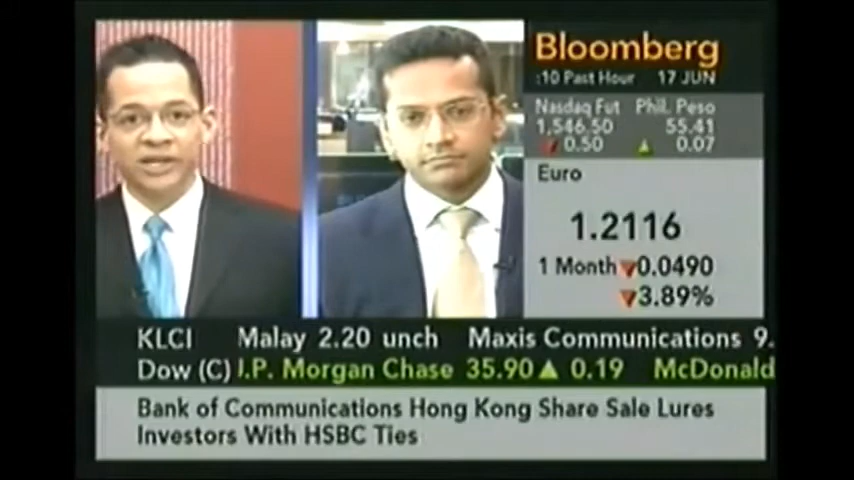 Bloomberg
:10 Past Hour 17 JUN
Nasdaq Fut Phil. Peso
1,546.50 55.41
0.50 0.07
Euro
1.2116
1 Month 0.0490
3.89%
KLCI Malay 2.20 unch Maxis Communications 9.
Dow (C) J.P. Morgan Chase 35.90 0.19 McDonald
Bank of Communications Hong Kong Share Sale Lures
Investors With HSBC Ties